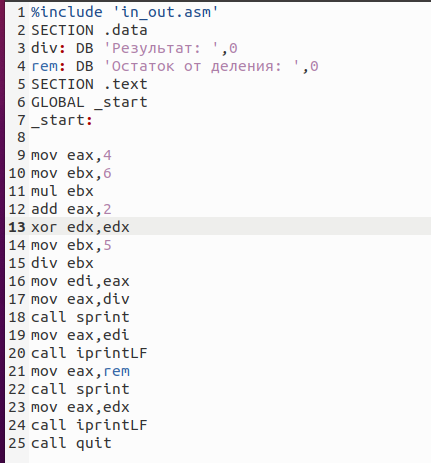 1 %include 'in_out.asm'
2 SECTION .data
3 div: DB 'Результат: ',0
4 rem: DB 'Остаток от деления: ',0
5 SECTION .text
6 GLOBAL _start
7 _start:
8
9 mov eax,4
10 mov ebx,6
11 mul ebx
12 add eax,2
13 xor edx,edx
14 mov ebx,5
15 div ebx
16 mov edi,eax
17 mov eax,div
18 call sprint
19 mov eax,edi
20 call iprintLF
21 mov eax,rem
22 call sprint
23 mov eax,edx
24 call iprintLF
25 call quit